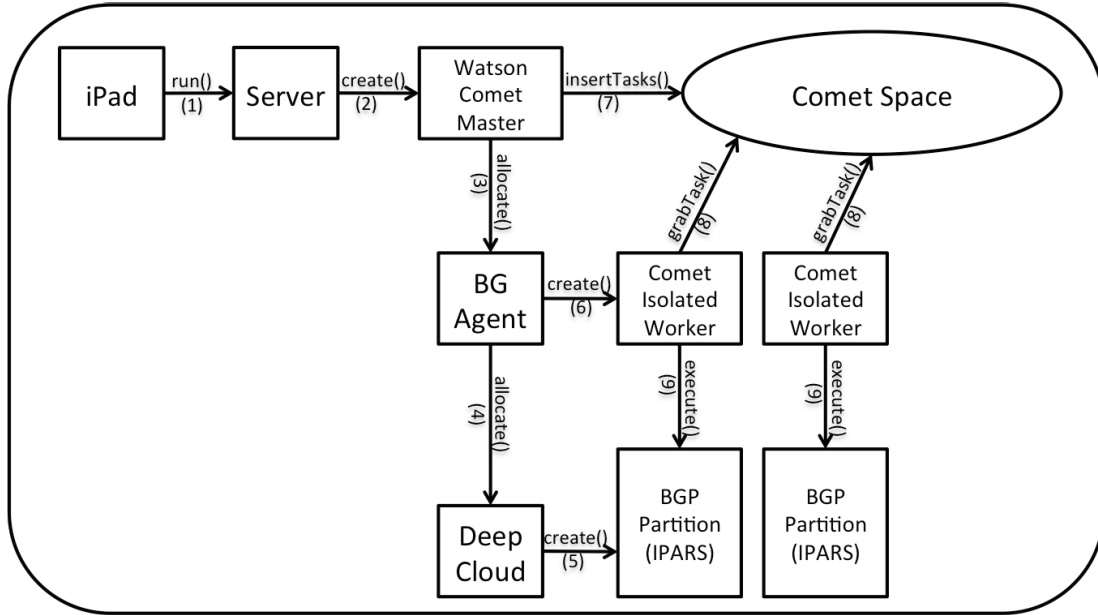 iPad
run()
(1)
Server
create()
(2)
Watson
Comet
Master
insertTasks()
(7)
Comet Space
allocate()
(3)
grabTask()
(8)
grabTask()
(8)
BG
Agent
create()
(6)
Comet
Isolated
Worker
Comet
Isolated
Worker
allocate()
(4)
execute()
(9)
execute()
(9)
Deep
Cloud
create()
(5)
BGP
Partition
(IPARS)
BGP
Partition
(IPARS)